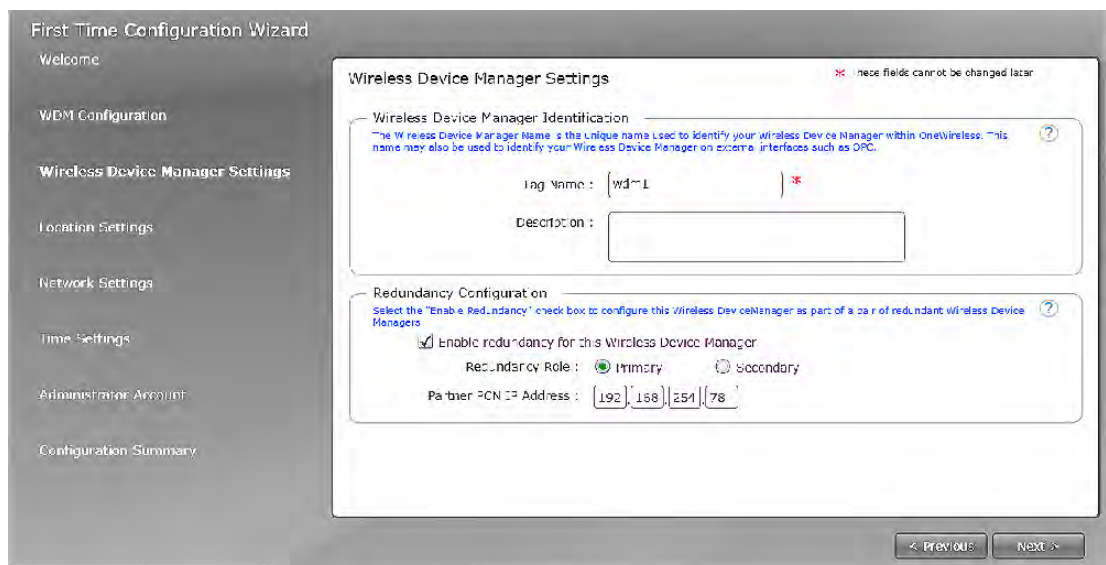 First Time Configuration Wizard
Welcome
WDM Configuration
Wireless Device Manager Settings
Location Settings
Network Settings
Time Settings
Administrator Account
Configuration Summary
Wireless Device Manager Settings
* These fields cannot be changed later
Wireless Device Manager Identification
The Wireless Device Manager Name is the unique name used to identify your Wireless Device Manager within OneWireless. This
name may also be used to identify your Wireless Device Manager on external interfaces such as OPC.
?
Tag Name : wdm1 *
Description :
Redundancy Configuration
Select the "Enable Redundancy" check box to configure this Wireless DeviceManager as part of a pair of redundant Wireless Device
Managers
?
Enable redundancy for this Wireless Device Manager
Redundancy Role : Primary Secondary
Partner PCN IP Address : 192 . 168 . 254 . 78
< Previous Next >